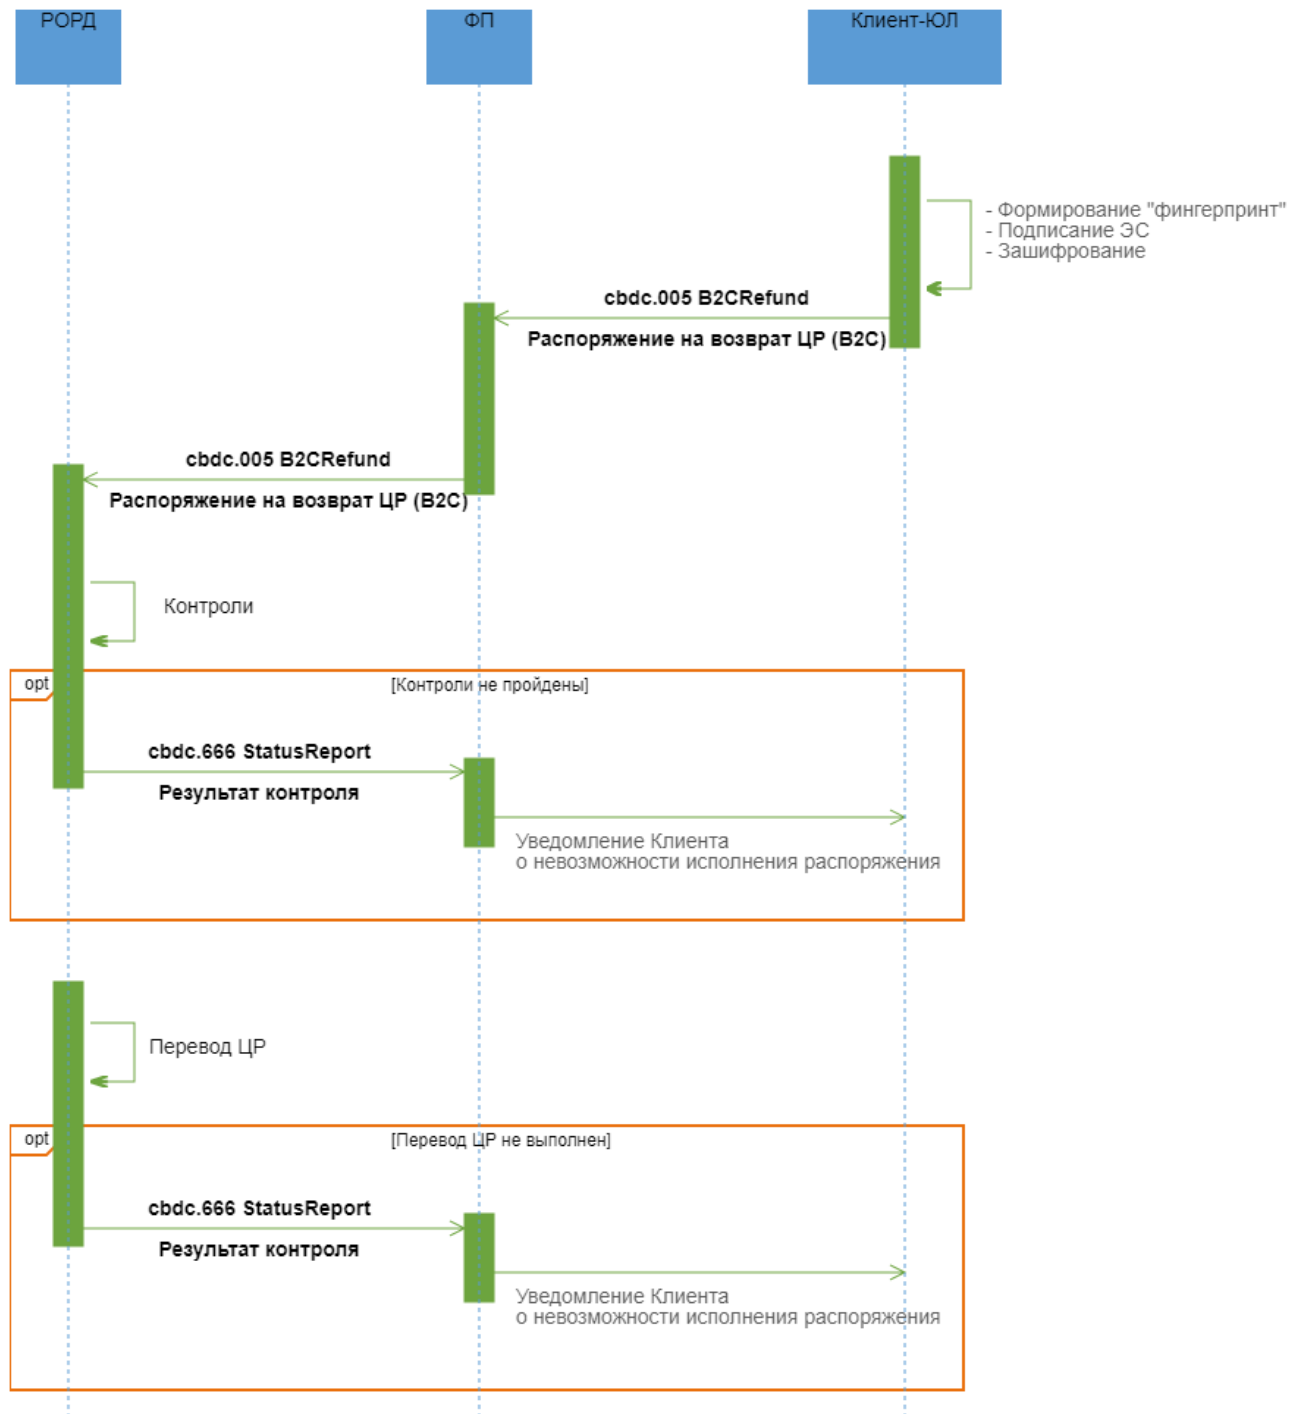 РОРД
ФП
Клиент-ЮЛ
- Формирование "фингерпринт"
- Подписание ЭС
- Зашифрование
cbdc.005 B2CRefund
Распоряжение на возврат ЦР (B2C)
cbdc.005 B2CRefund
Распоряжение на возврат ЦР (B2C)
Контроли
opt
[Контроли не пройдены]
cbdc.666 StatusReport
Результат контроля
Уведомление Клиента
о невозможности исполнения распоряжения
Перевод ЦР
opt
[Перевод ЦР не выполнен]
cbdc.666 StatusReport
Результат контроля
Уведомление Клиента
о невозможности исполнения распоряжения